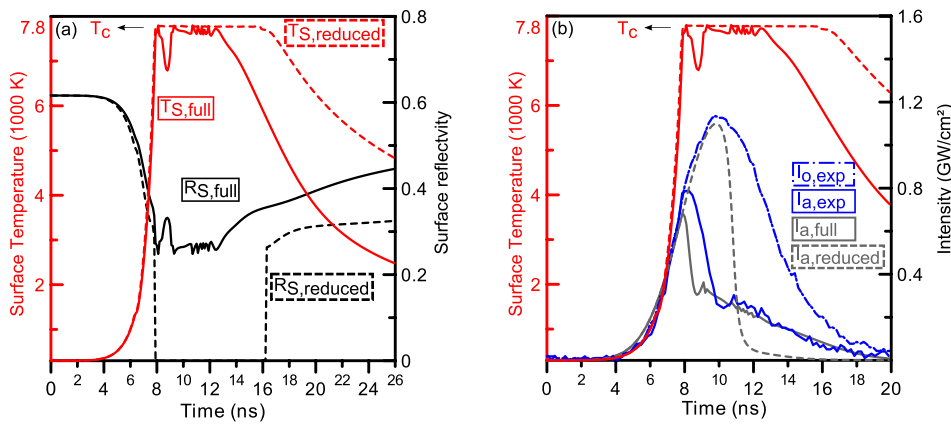 (a)
7.8
6
4
2
Surface Temperature (1000 K)
T_C ←
T_S,reduced
T_S,full
R_S,full
R_S,reduced
0.8
0.6
0.4
0.2
0
Surface reflectvity
0 2 4 6 8 10 12 14 16 18 20 22 24 26
Time (ns)
(b)
7.8
6
4
2
Surface Temperature (1000 K)
T_C ←
I_o,exp
I_a,exp
I_a,full
I_a,reduced
1.6
1.2
0.8
0.4
Intensity (GW/cm²)
0 2 4 6 8 10 12 14 16 18 20
Time (ns)